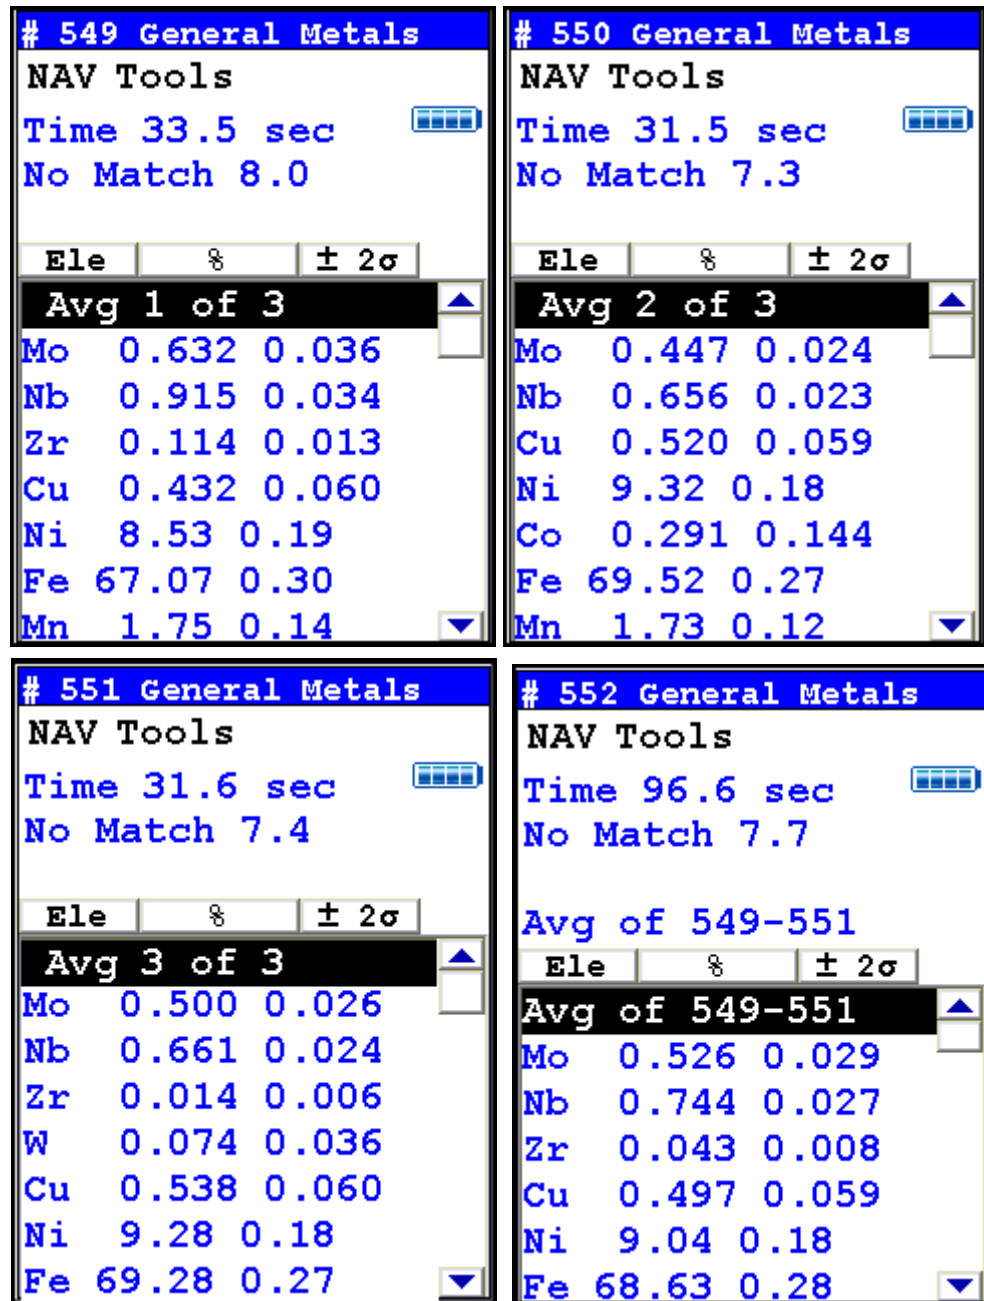 # 549 General Metals
NAV Tools
Time 33.5 sec
No Match 8.0
Ele % ± 2σ
Avg 1 of 3
Mo 0.632 0.036
Nb 0.915 0.034
Zr 0.114 0.013
Cu 0.432 0.060
Ni 8.53 0.19
Fe 67.07 0.30
Mn 1.75 0.14
# 550 General Metals
NAV Tools
Time 31.5 sec
No Match 7.3
Ele % ± 2σ
Avg 2 of 3
Mo 0.447 0.024
Nb 0.656 0.023
Cu 0.520 0.059
Ni 9.32 0.18
Co 0.291 0.144
Fe 69.52 0.27
Mn 1.73 0.12
# 551 General Metals
NAV Tools
Time 31.6 sec
No Match 7.4
Ele % ± 2σ
Avg 3 of 3
Mo 0.500 0.026
Nb 0.661 0.024
Zr 0.014 0.006
W 0.074 0.036
Cu 0.538 0.060
Ni 9.28 0.18
Fe 69.28 0.27
# 552 General Metals
NAV Tools
Time 96.6 sec
No Match 7.7
Avg of 549-551
Ele % ± 2σ
Avg of 549-551
Mo 0.526 0.029
Nb 0.744 0.027
Zr 0.043 0.008
Cu 0.497 0.059
Ni 9.04 0.18
Fe 68.63 0.28